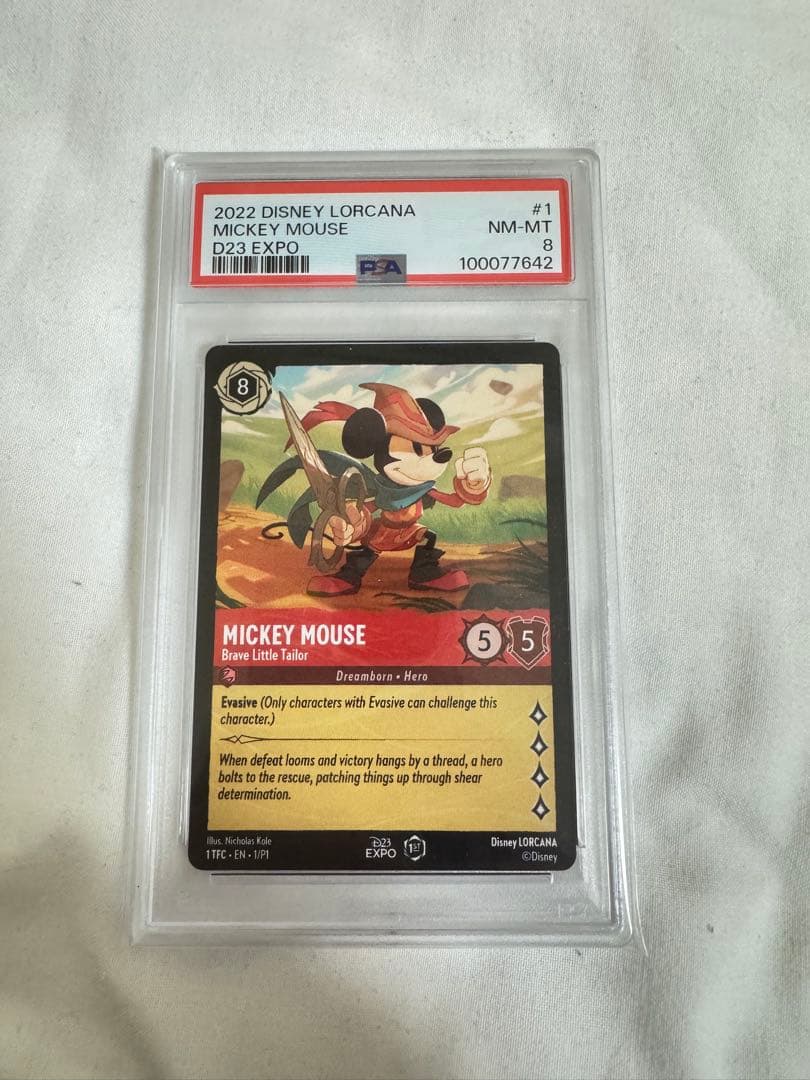 2022 DISNEY LORCANA #1
MICKEY MOUSE NM-MT
D23 EXPO 8
PSA 100077642
8
MICKEY MOUSE 5 5
Brave Little Tailor
Dreamborn • Hero
Evasive (Only characters with Evasive can challenge this
character.)
When defeat looms and victory hangs by a thread, a hero
bolts to the rescue, patching things up through shear
determination.
Illus. Nicholas Kole D23 Disney LORCANA
1 TFC • EN • 1/P1 EXPO 1ST ©Disney